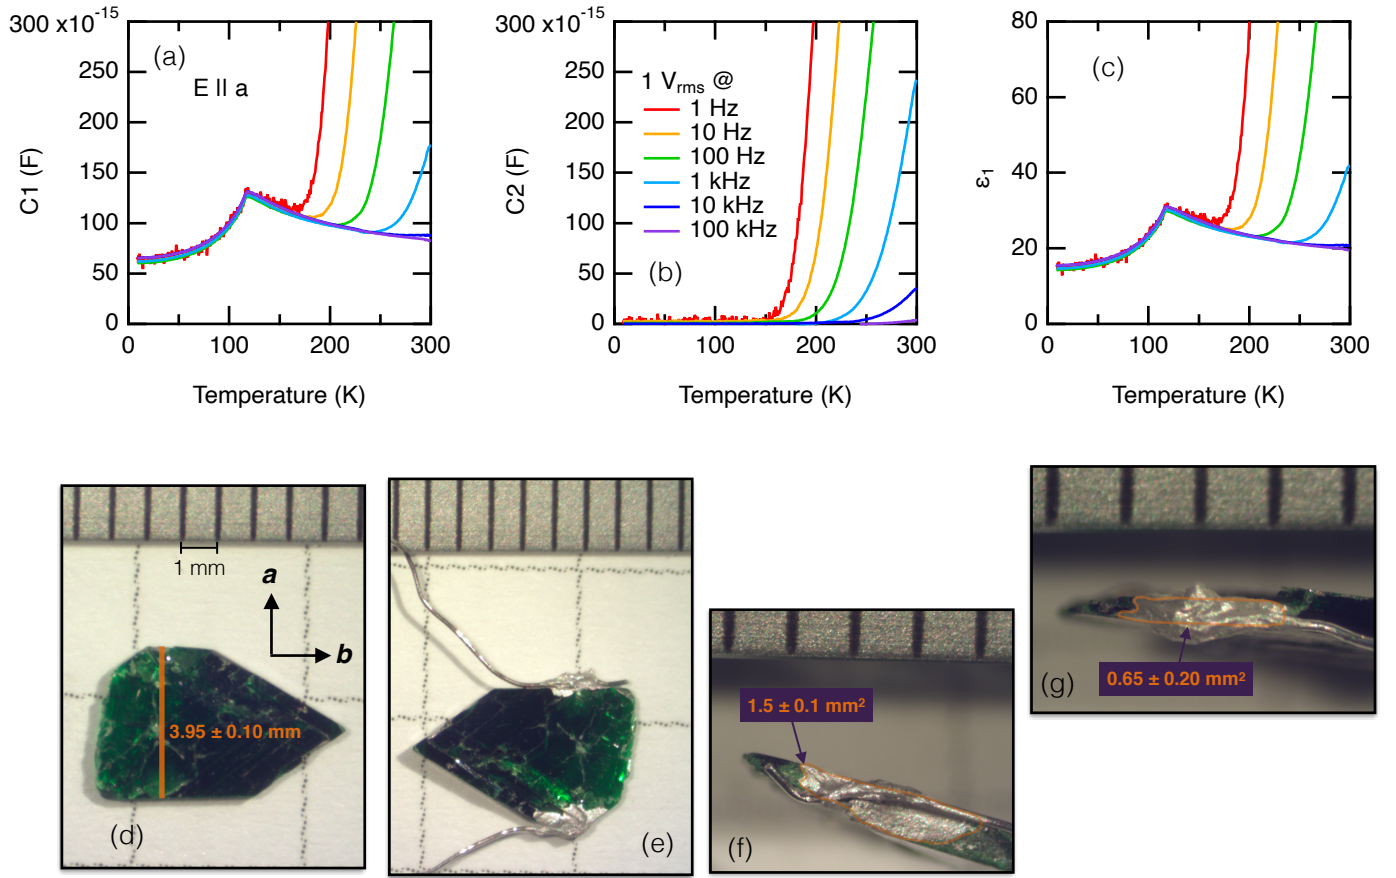 300 x10-15
250
200
150
100
50
0
C1 (F)
(a)
E || a
0
100
200
300
Temperature (K)
300 x10-15
250
200
150
100
50
0
C2 (F)
1 Vrms @
1 Hz
10 Hz
100 Hz
1 kHz
10 kHz
100 kHz
(b)
0
100
200
300
Temperature (K)
80
60
40
20
0
ε1
(c)
0
100
200
300
Temperature (K)
1 mm
a
b
3.95 ± 0.10 mm
(d)
(e)
1.5 ± 0.1 mm2
(f)
0.65 ± 0.20 mm2
(g)